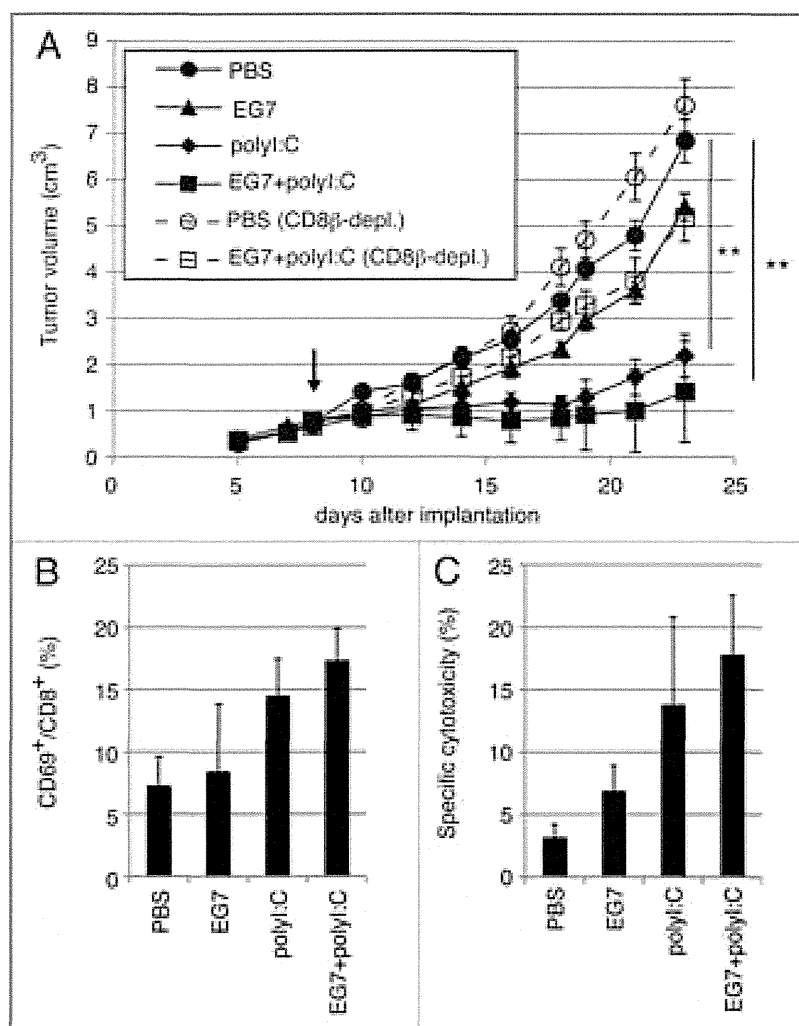 A
9
8
7
6
5
4
3
2
1
0
Tumor volume (cm3)
PBS
EG7
polyI:C
EG7+polyI:C
PBS (CD8β-depl.)
EG7+polyI:C (CD8β-depl.)
**
**
0 5 10 15 20 25
days after implantation
B
25
20
15
10
5
0
CD69+/CD8+ (%)
PBS
EG7
polyI:C
EG7+polyI:C
C
25
20
15
10
5
0
Specific cytotoxicity (%)
PBS
EG7
polyI:C
EG7+polyI:C